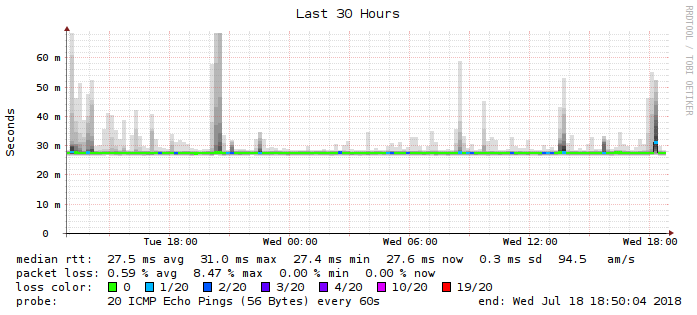 Last 30 Hours
RRDTOOL / TOBI OETIKER
Seconds
60 m
50 m
40 m
30 m
20 m
10 m
0
Tue 18:00 Wed 00:00 Wed 06:00 Wed 12:00 Wed 18:00
median rtt: 27.5 ms avg 31.0 ms max 27.4 ms min 27.6 ms now 0.3 ms sd 94.5 am/s
packet loss: 0.59 % avg 8.47 % max 0.00 % min 0.00 % now
loss color: 0 1/20 2/20 3/20 4/20 10/20 19/20
probe: 20 ICMP Echo Pings (56 Bytes) every 60s end: Wed Jul 18 18:50:04 2018